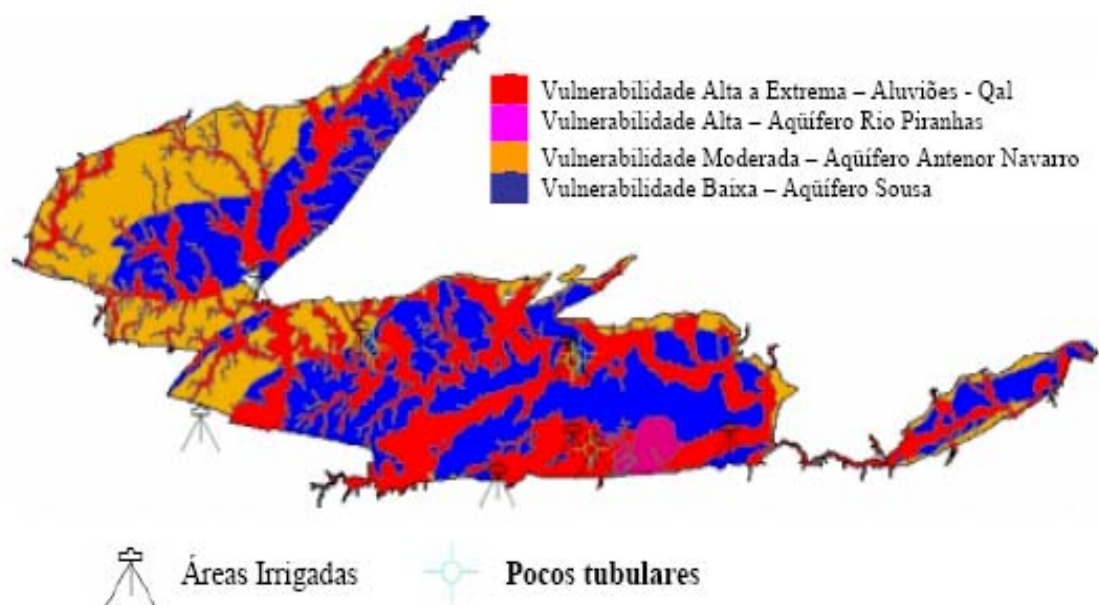 Vulnerabilidade Alta a Extrema – Aluviões - Qal
Vulnerabilidade Alta – Aqüífero Rio Piranhas
Vulnerabilidade Moderada – Aqüífero Antenor Navarro
Vulnerabilidade Baixa – Aqüífero Sousa
Áreas Irrigadas
Pocos tubulares